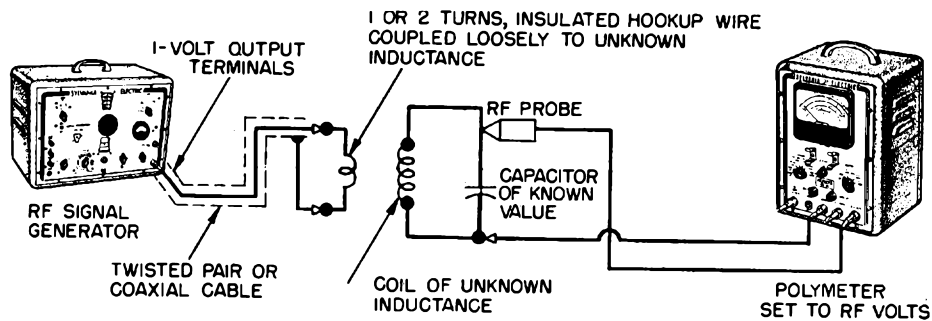 1 OR 2 TURNS, INSULATED HOOKUP WIRE
COUPLED LOOSELY TO UNKNOWN
INDUCTANCE
1-VOLT OUTPUT
TERMINALS
RF PROBE
CAPACITOR
OF KNOWN
VALUE
RF SIGNAL
GENERATOR
TWISTED PAIR OR
COAXIAL CABLE
COIL OF UNKNOWN
INDUCTANCE
POLYMETER
SET TO RF VOLTS